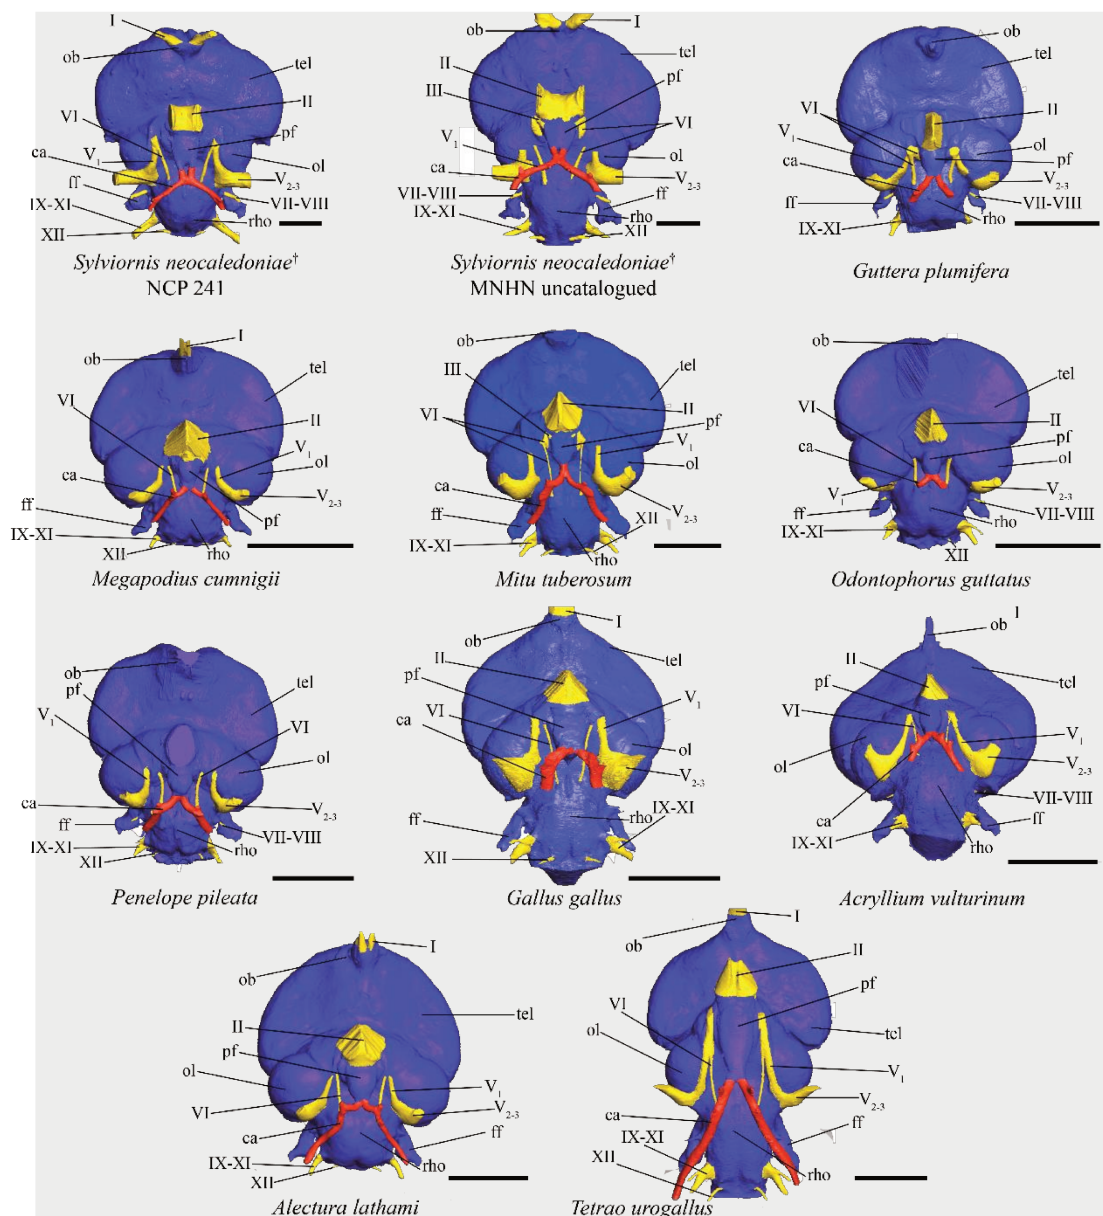 I
ob
tel
II
VI
pf
ca
V1
ol
ff
V2-3
IX-XI
VII-VIII
rho
XII
Sylviornis neocaledoniae†
NCP 241
I
ob
tel
II
pf
III
VI
V1
ol
ca
V2-3
VII-VIII
ff
IX-XI
rho
XII
Sylviornis neocaledoniae†
MNHN uncatalogued
ob
tel
II
VI
V1
ol
ca
pf
V2-3
ff
VII-VIII
rho
IX-XI
Guttera plumifera
I
ob
tel
VI
II
V1
ol
ca
V2-3
ff
pf
IX-XI
XII
rho
Megapodius cumnigii
ob
tel
III
II
VI
pf
V1
ol
ca
V2-3
ff
XII
IX-XI
rho
Mitu tuberosum
ob
tel
VI
II
pf
ca
ol
V1
V2-3
ff
VII-VIII
rho
IX-XI
XII
Odontophorus guttatus
ob
pf
tel
V1
VI
ol
ca
V2-3
ff
VII-VIII
IX-XI
rho
XII
Penelope pileata
I
ob
tel
II
pf
V1
VI
ca
ol
V2-3
IX-XI
rho
ff
XII
Gallus gallus
I
ob
II
tcl
pf
VI
V1
ol
V2-3
VII-VIII
ca
ff
IX-XI
rho
Acryllium vulturinum
I
ob
tel
II
pf
ol
V1
VI
V2-3
ca
ff
IX-XI
rho
XII
Alectura lathami
I
ob
II
pf
VI
tcl
ol
V1
V2-3
ca
ff
IX-XI
XII
rho
Tetrao urogallus